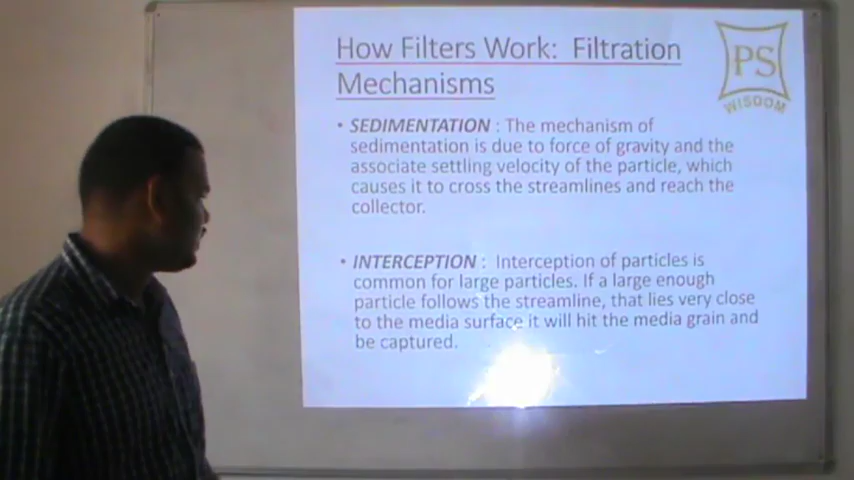 How Filters Work: Filtration
Mechanisms
PS
WISDOM
• SEDIMENTATION : The mechanism of
sedimentation is due to force of gravity and the
associate settling velocity of the particle, which
causes it to cross the streamlines and reach the
collector.
• INTERCEPTION : Interception of particles is
common for large particles. If a large enough
particle follows the streamline, that lies very close
to the media surface it will hit the media grain and
be captured.